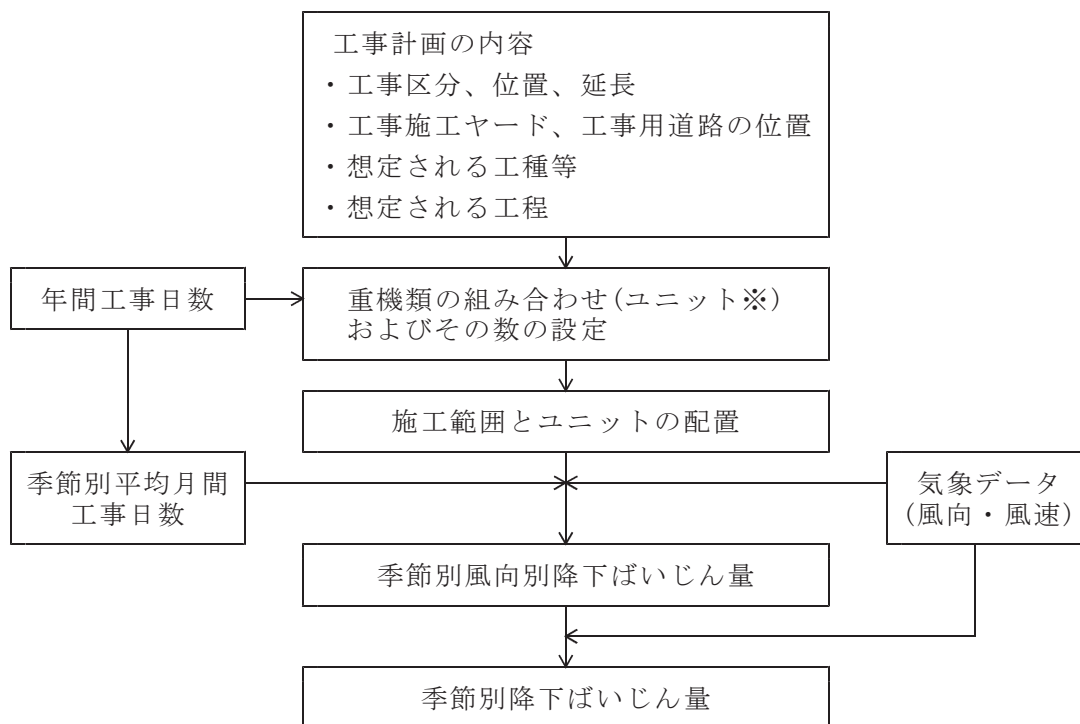 工事計画の内容
・工事区分、位置、延長
・工事施工ヤード、工事用道路の位置
・想定される工種等
・想定される工程
年間工事日数
重機類の組み合わせ(ユニット※)
およびその数の設定
施工範囲とユニットの配置
季節別平均月間
工事日数
気象データ
(風向・風速)
季節別風向別降下ばいじん量
季節別降下ばいじん量